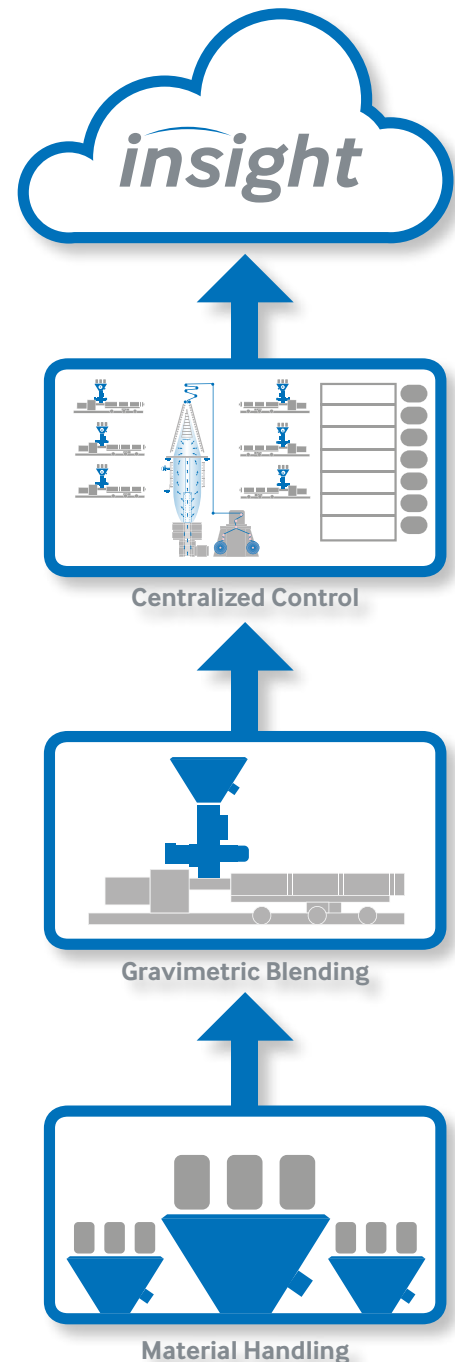 insight
Centralized Control
Gravimetric Blending
Material Handling